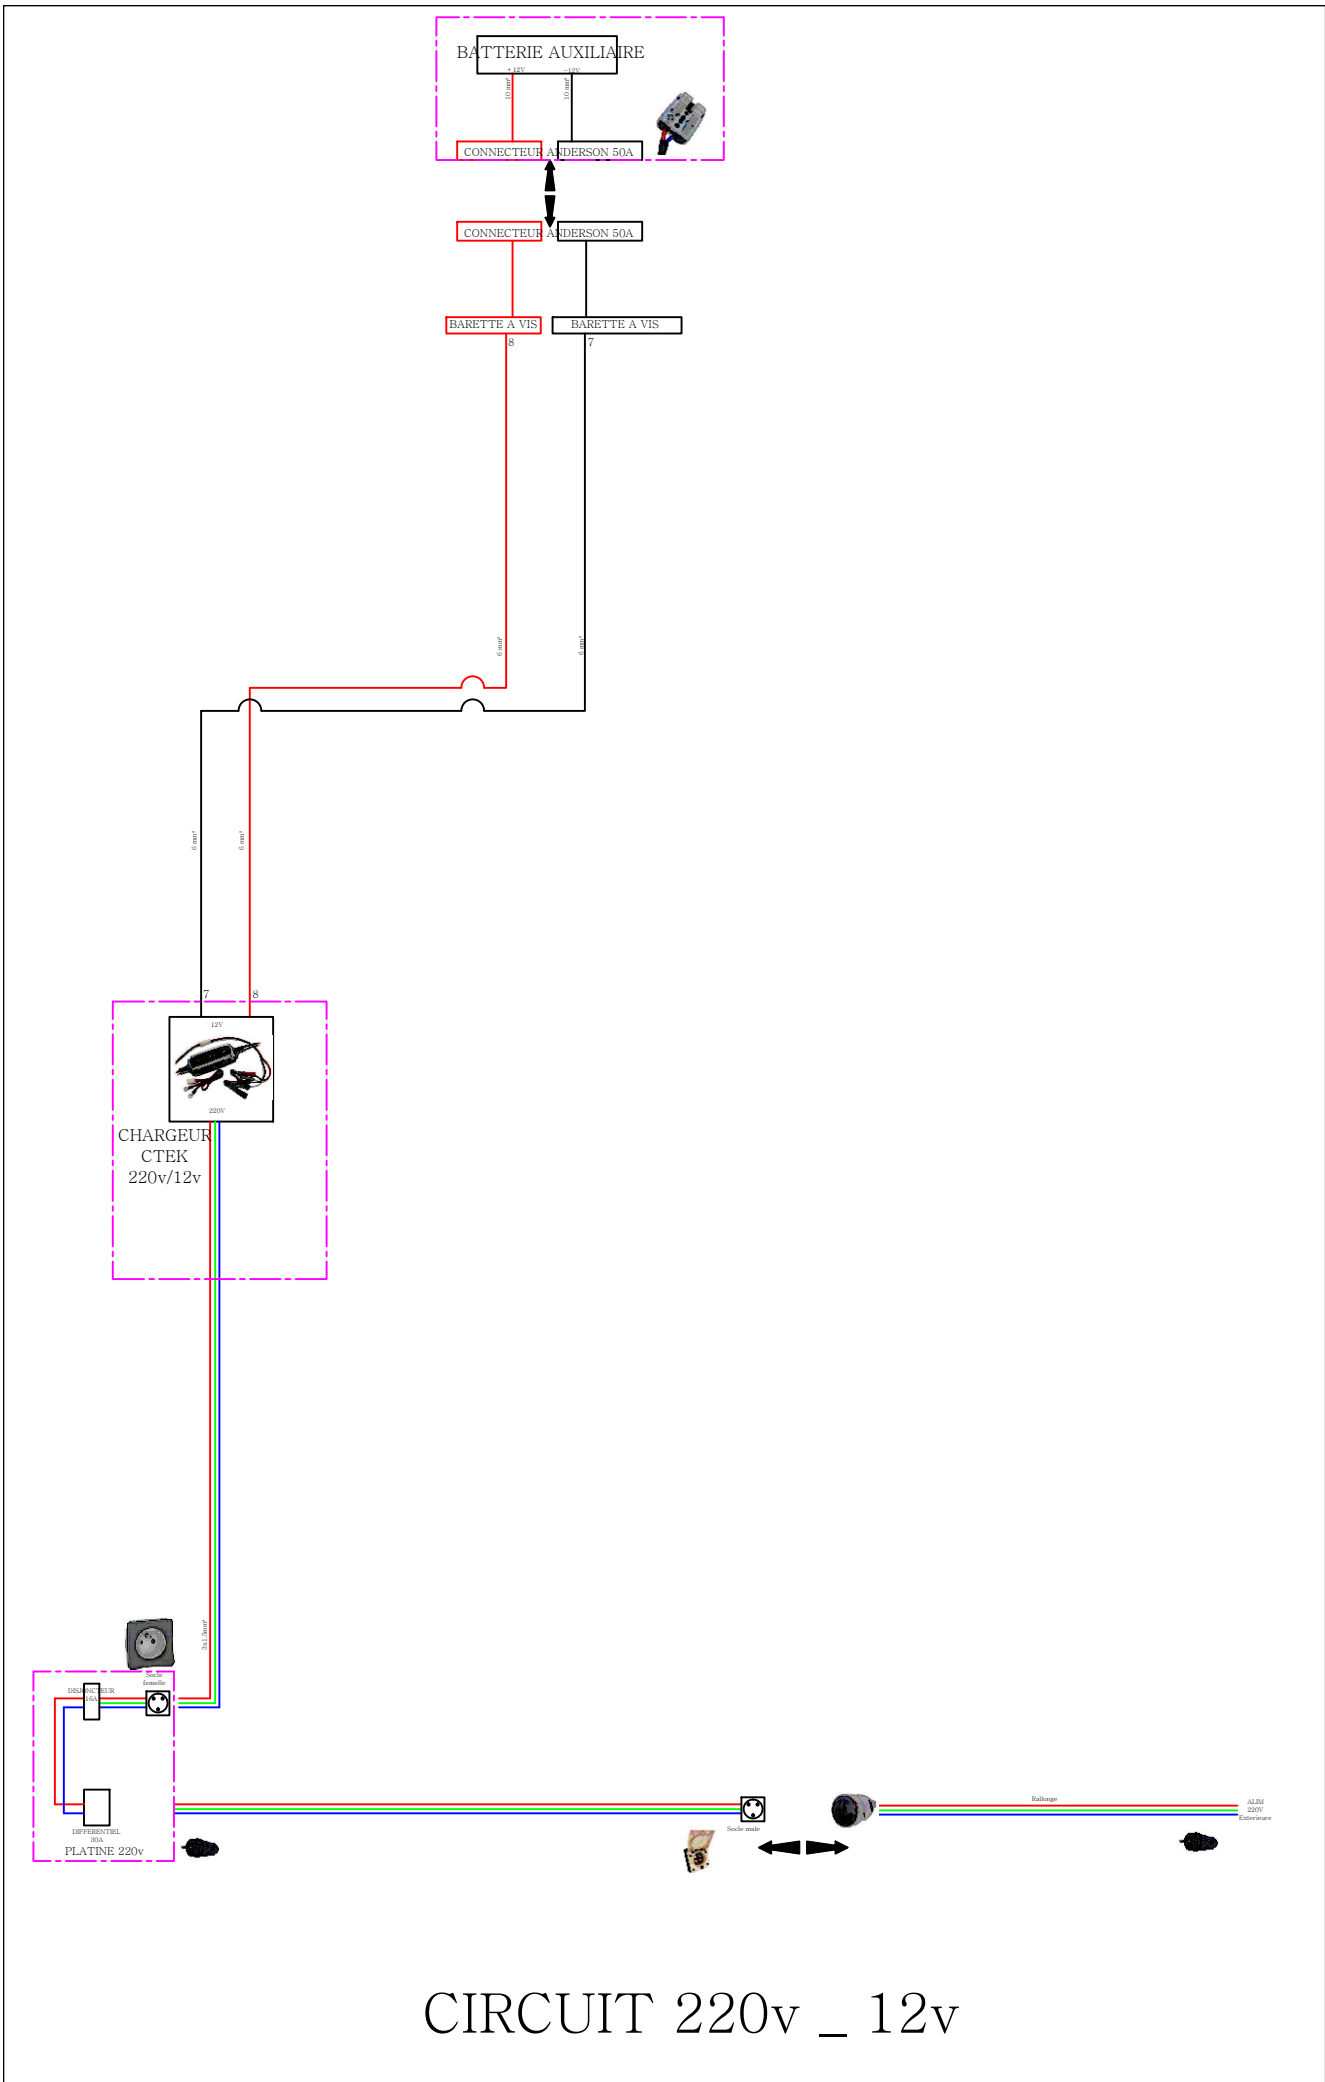 BATTERIE AUXILIAIRE
+12V
-12V
10 mm²
10 mm²
CONNECTEUR ANDERSON 50A
CONNECTEUR ANDERSON 50A
BARETTE A VIS
BARETTE A VIS
8
7
6 mm²
6 mm²
6 mm²
6 mm²
7
8
12V
220V
CHARGEUR
CTEK
220v/12v
3x1.5mm²
Socle
femelle
DISJONCTEUR
16A
DIFFERENTIEL
30A
PLATINE 220v
Socle male
Rallonge
ALIM
220V
Exterieure
CIRCUIT 220v _ 12v